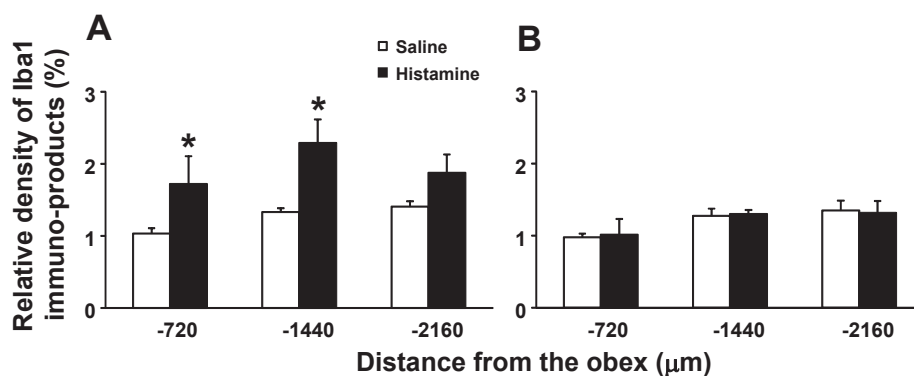 A
B
Saline
Histamine
Relative density of Iba1
immuno-products (%)
3
2
1
0
*
*
-720
-1440
-2160
3
2
1
0
-720
-1440
-2160
Distance from the obex (μm)